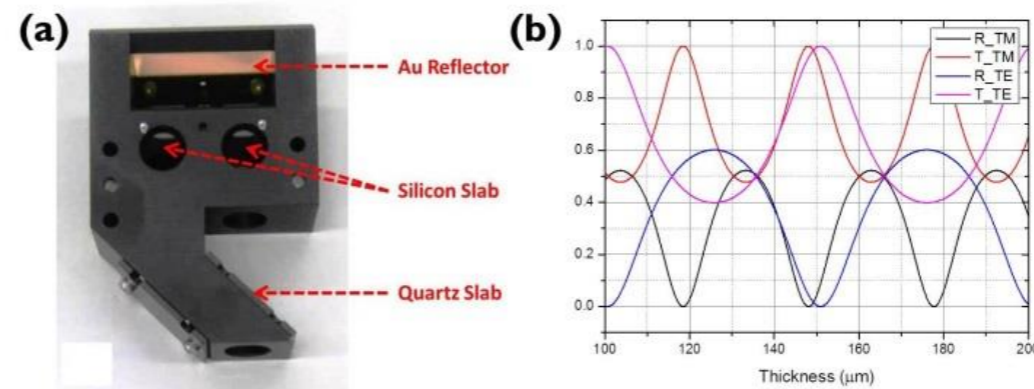 (a)
Au Reflector
Silicon Slab
Quartz Slab
(b)
R_TM
T_TM
R_TE
T_TE
1.0
0.8
0.6
0.4
0.2
0.0
100 120 140 160 180 200
Thickness (μm)